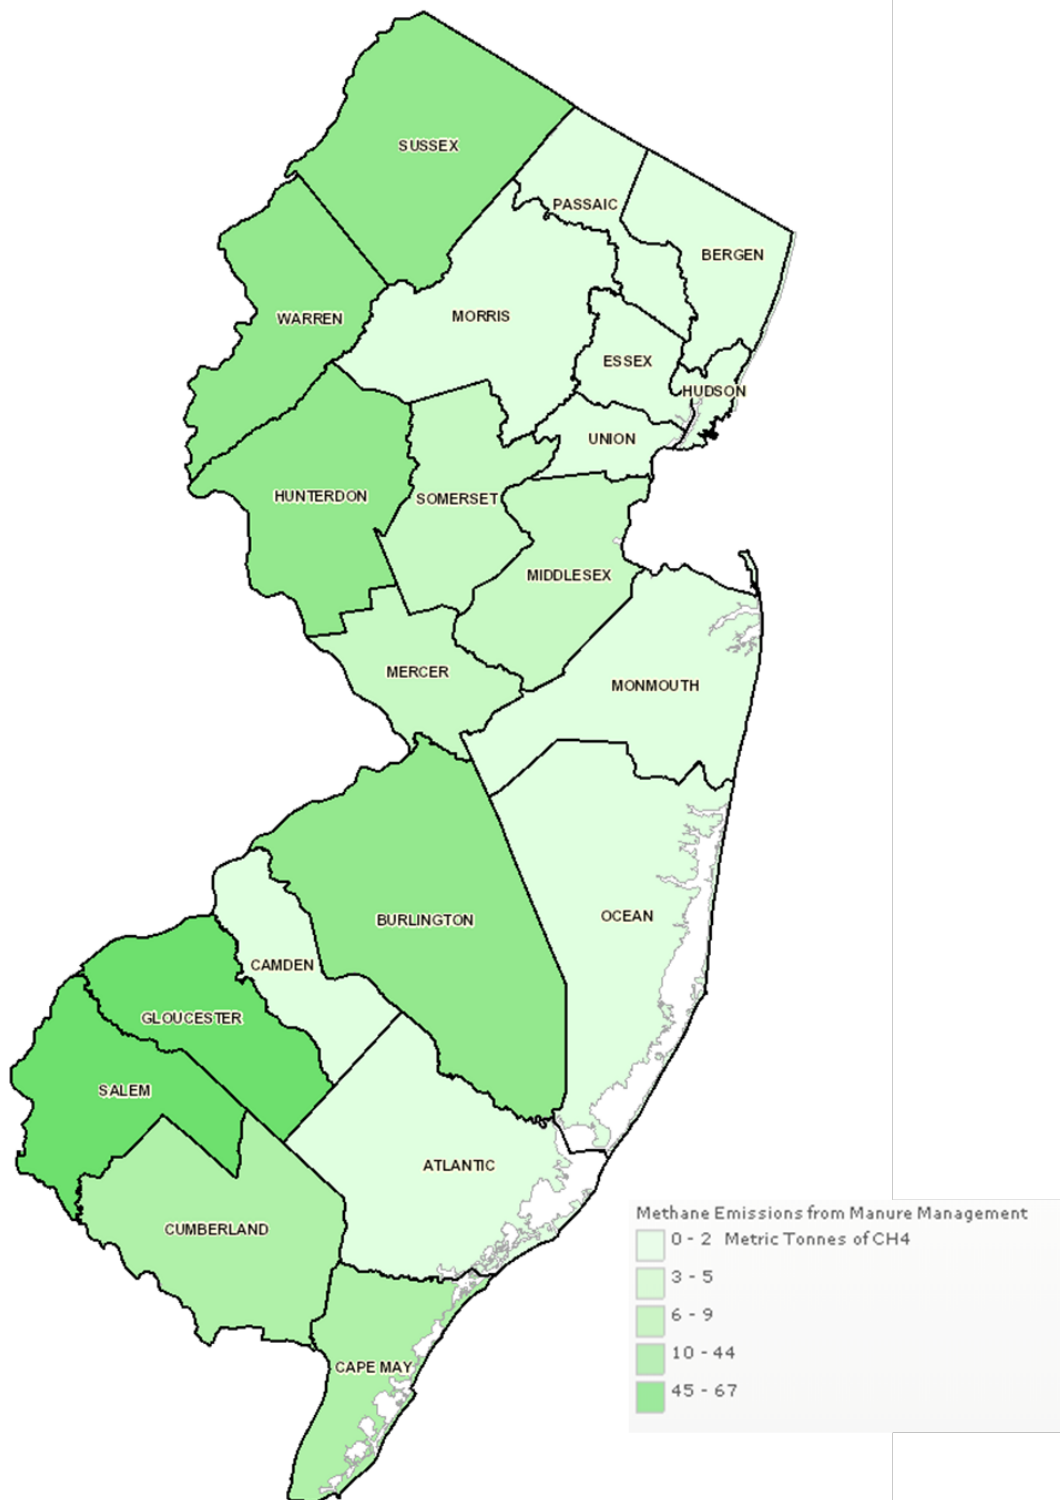 SUSSEX
PASSAIC
BERGEN
WARREN
MORRIS
ESSEX
HUDSON
UNION
HUNTERDON
SOMERSET
MIDDLESEX
MERCER
MONMOUTH
BURLINGTON
OCEAN
CAMDEN
GLOUCESTER
SALEM
ATLANTIC
CUMBERLAND
CAPE MAY
Methane Emissions from Manure Management
0 - 2 Metric Tonnes of CH4
3 - 5
6 - 9
10 - 44
45 - 67